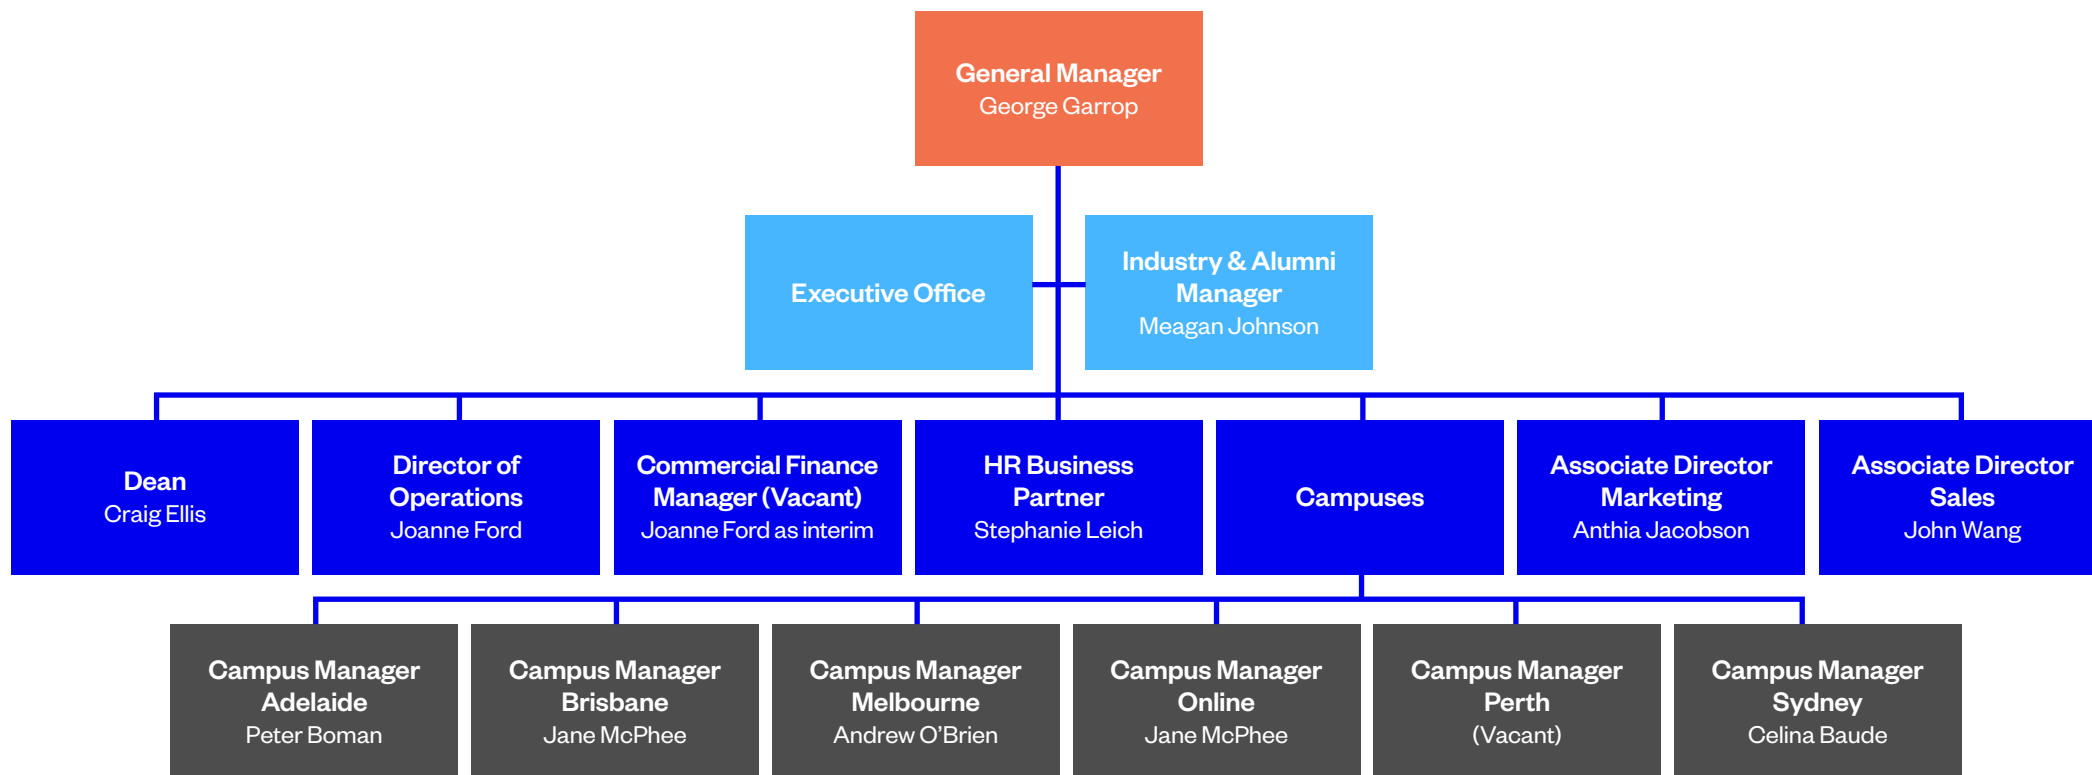 General Manager
George Garrop
Executive Office
Industry & Alumni
Manager
Meagan Johnson
Dean
Craig Ellis
Director of
Operations
Joanne Ford
Commercial Finance
Manager (Vacant)
Joanne Ford as interim
HR Business
Partner
Stephanie Leich
Campuses
Associate Director
Marketing
Anthia Jacobson
Associate Director
Sales
John Wang
Campus Manager
Adelaide
Peter Boman
Campus Manager
Brisbane
Jane McPhee
Campus Manager
Melbourne
Andrew O’Brien
Campus Manager
Online
Jane McPhee
Campus Manager
Perth
(Vacant)
Campus Manager
Sydney
Celina Baude